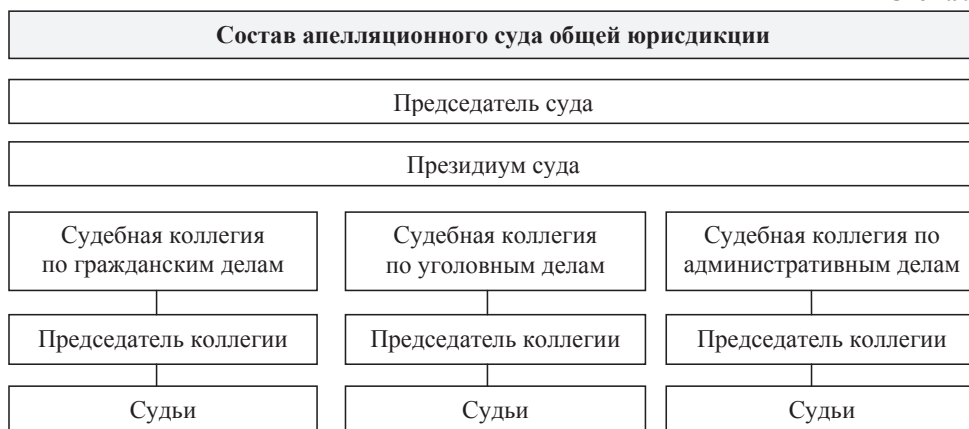 Состав апелляционного суда общей юрисдикции
Председатель суда
Президиум суда
Судебная коллегия
по гражданским делам
Судебная коллегия
по уголовным делам
Судебная коллегия по
административным делам
Председатель коллегии
Председатель коллегии
Председатель коллегии
Судьи
Судьи
Судьи